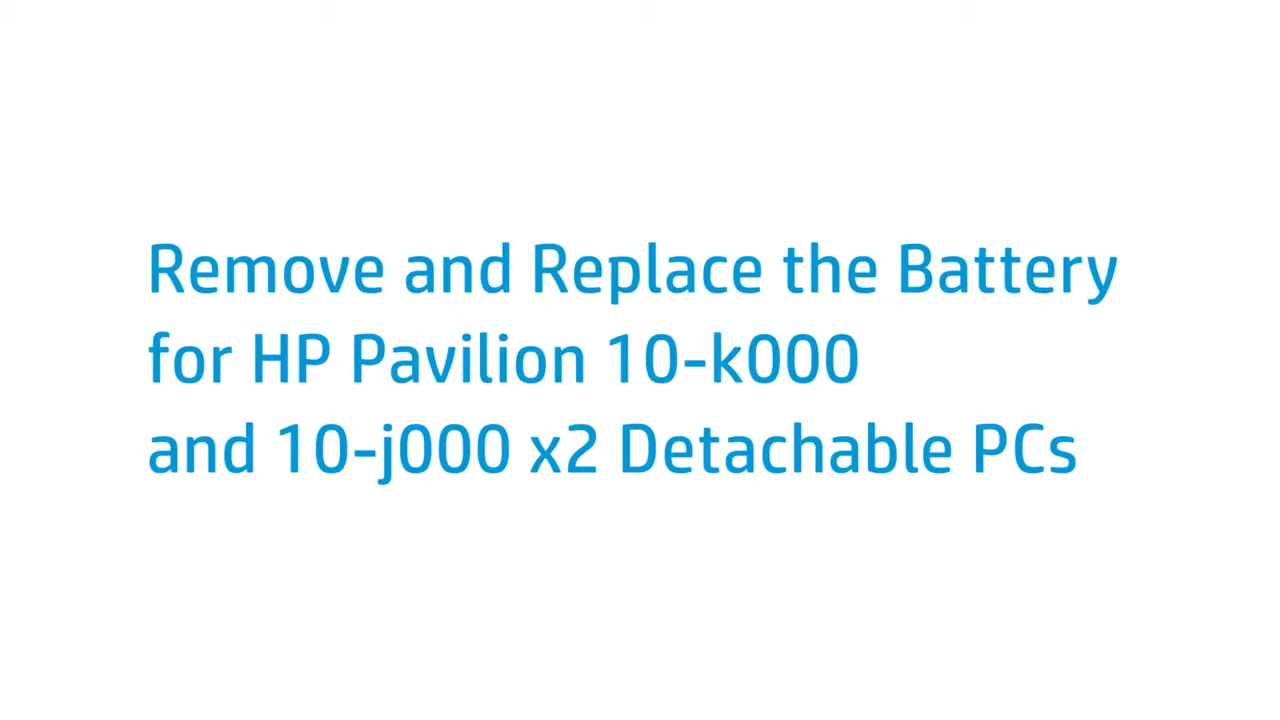 Remove and Replace the Battery
for HP Pavilion 10-k000
and 10-j000 x2 Detachable PCs